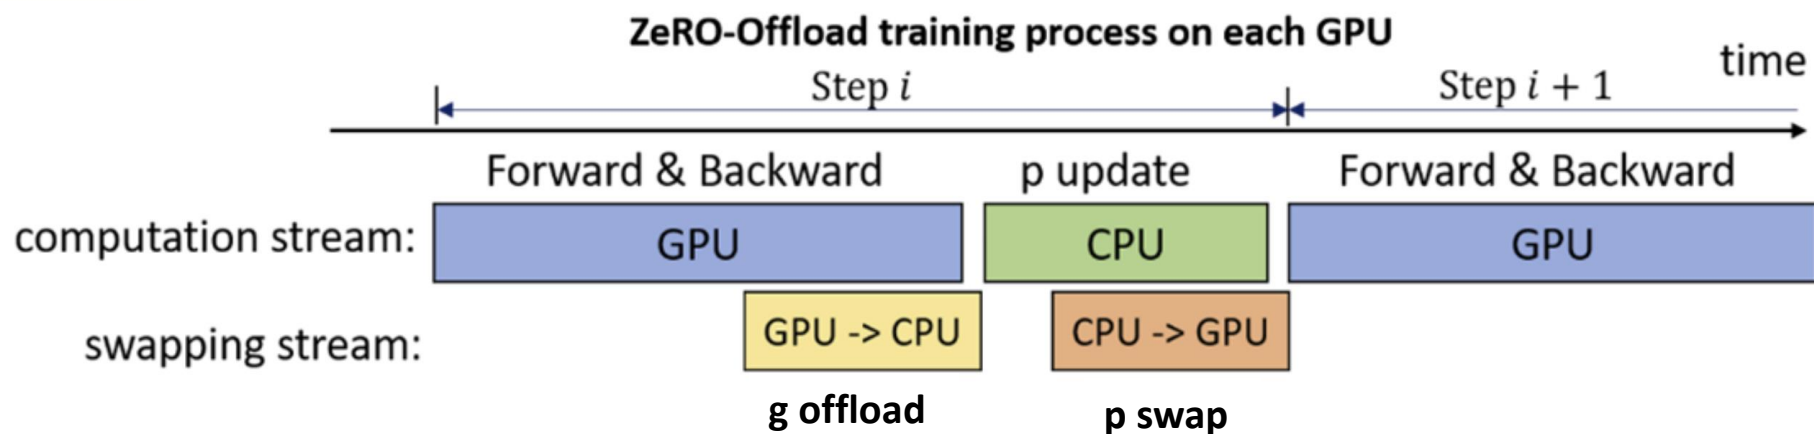 ZeRO-Offload training process on each GPU
time
Step i
Step i + 1
Forward & Backward
p update
Forward & Backward
computation stream:
GPU
CPU
GPU
swapping stream:
GPU -> CPU
CPU -> GPU
g offload
p swap